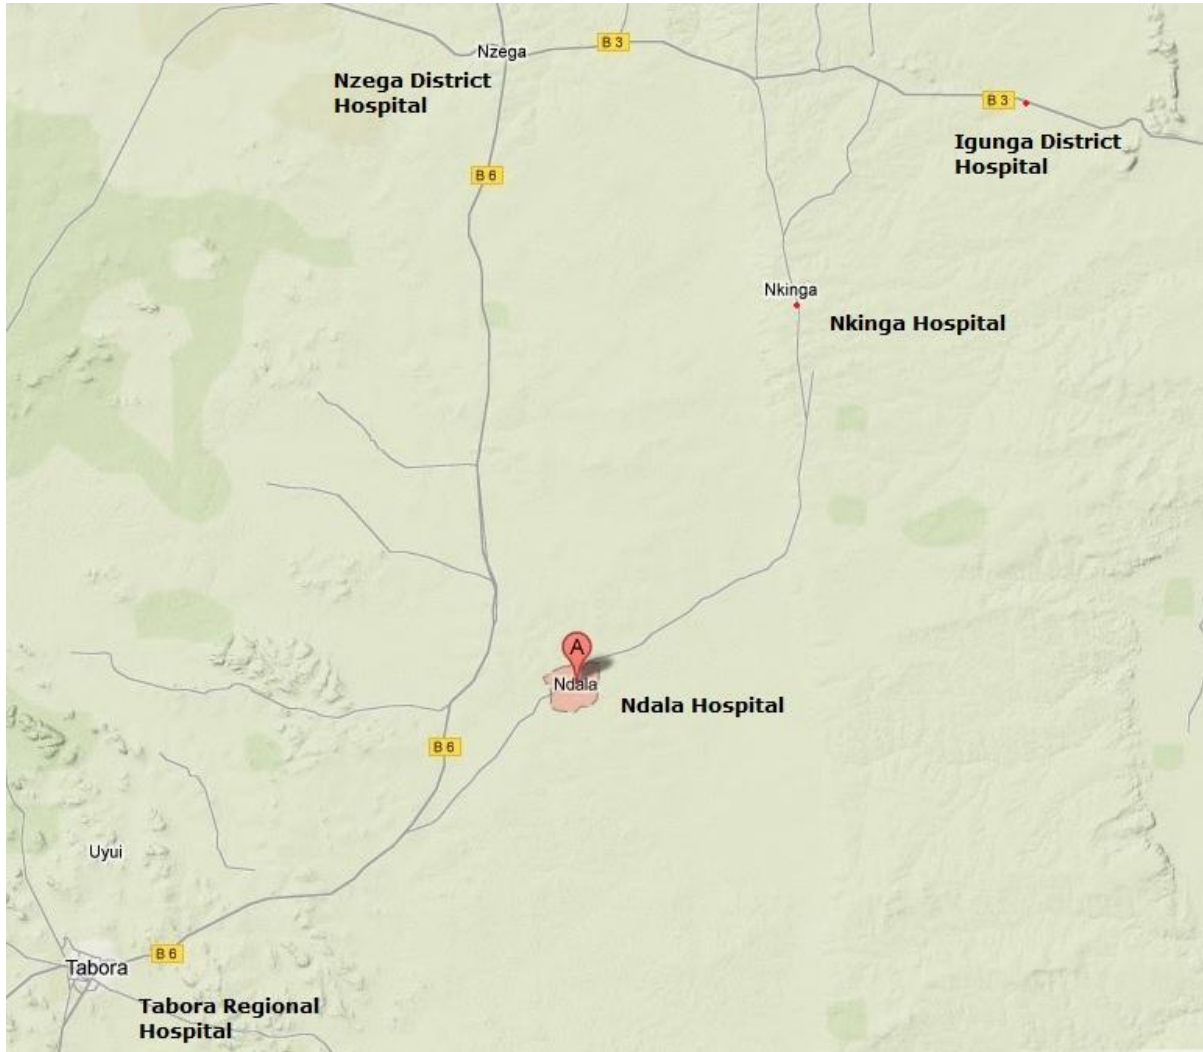 Nzega
B 3
Nzega District
Hospital
B 3
Igunga District
Hospital
B 6
Nkinga
Nkinga Hospital
A
Ndala
Ndala Hospital
B 6
Uyui
B 6
Tabora
Tabora Regional
Hospital